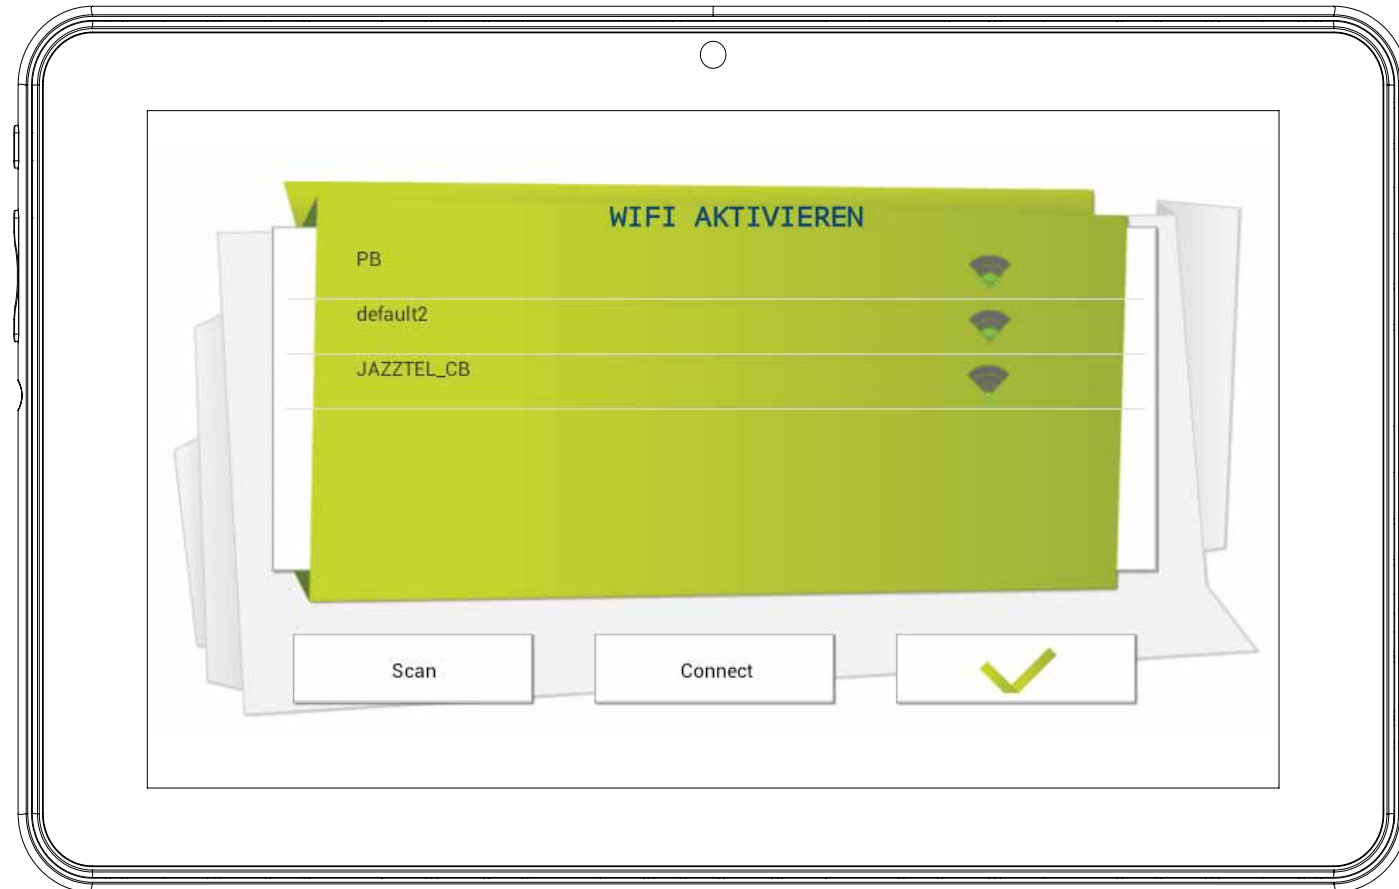 WIFI AKTIVIEREN
PB
default2
JAZZTEL_CB
Scan
Connect